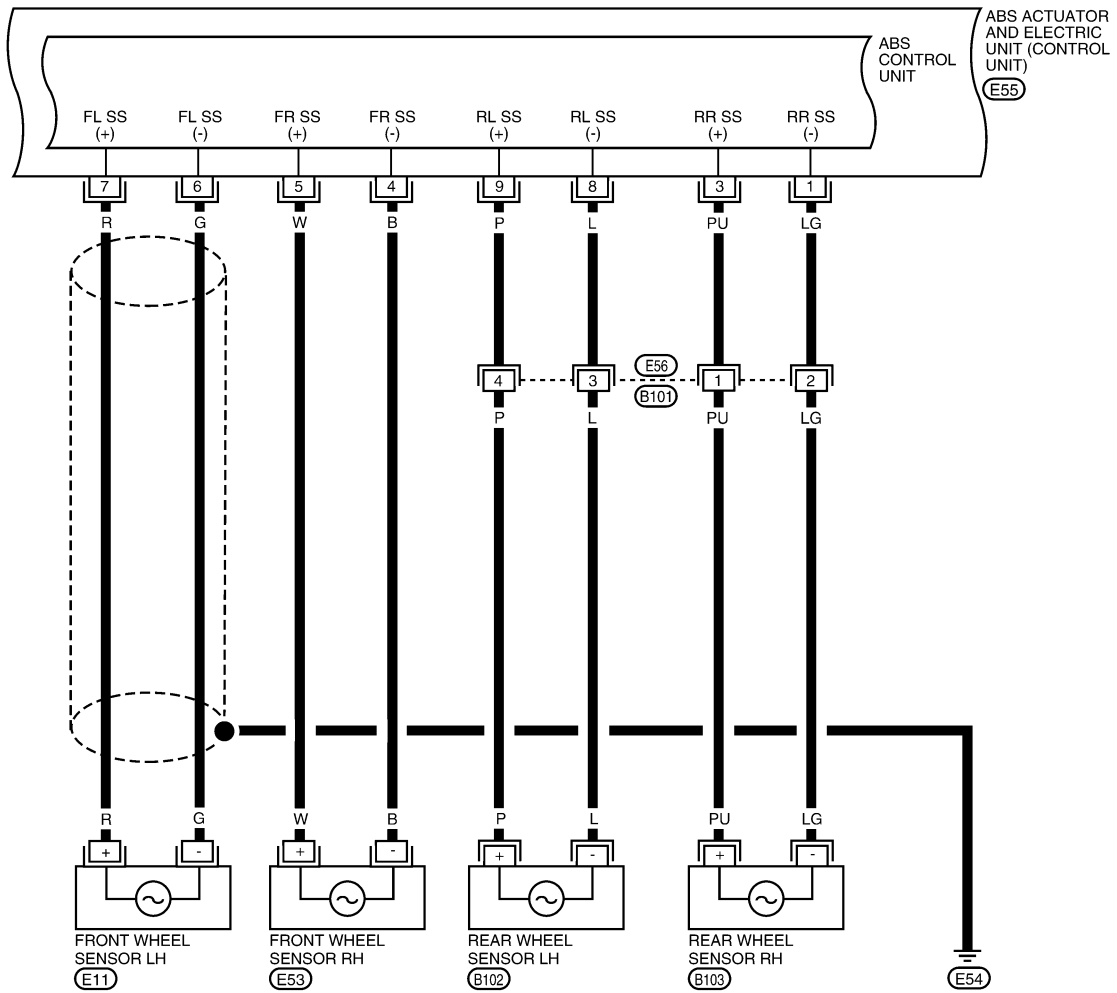 ABS ACTUATOR
AND ELECTRIC
UNIT (CONTROL
UNIT)
E55
ABS
CONTROL
UNIT
FL SS FL SS FR SS FR SS RL SS RL SS RR SS RR SS
(+) (-) (+) (-) (+) (-) (+) (-)
7 6 5 4 9 8 3 1
R G W B P L PU LG
E56
4 3 1 2
B101
P L PU LG
R G W B P L PU LG
+ - + - + - + -
FRONT WHEEL
SENSOR LH
E11
FRONT WHEEL
SENSOR RH
E53
REAR WHEEL
SENSOR LH
B102
REAR WHEEL
SENSOR RH
B103
E54